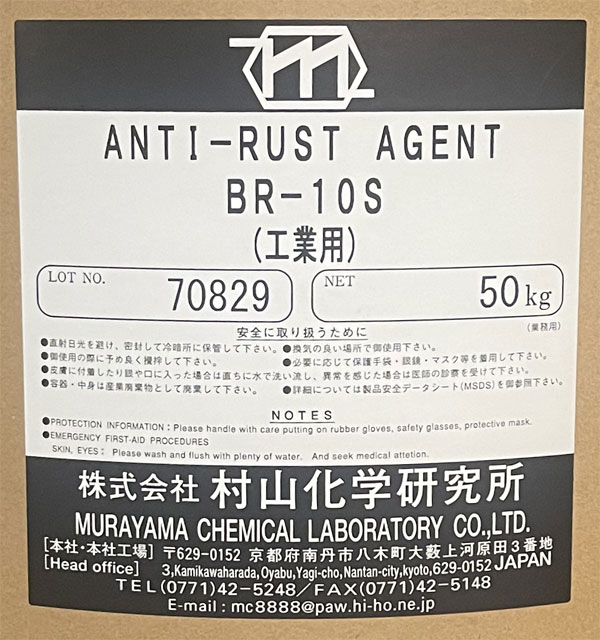 ANTI-RUST AGENT
BR-10S
(工業用)
LOT NO. 70829 NET 50kg
安全に取り扱うために (業務用)
●直射日光を避け、密封して冷暗所に保管して下さい。●換気の良い場所で御使用下さい。
●御使用の際に予め良く攪拌して下さい。 ●必要に応じて保護手袋・眼鏡・マスク等を着用して下さい。
●皮膚に付着したり眼や口に入った場合は直ちに水で洗い流し、異常を感じた場合は医師の診察を受けて下さい。
●容器・中身は産業廃棄物として廃棄して下さい。 ●詳細については製品安全データシート(MSDS)を御参照下さい。
NOTES
●PROTECTION INFORMATION: Please handle with care putting on rubber gloves, safety glasses, protective mask.
●EMERGENCY FIRST-AID PROCEDURES
SKIN, EYES: Please wash and flush with plenty of water. And seek medical attetion.
株式会社 村山化学研究所
MURAYAMA CHEMICAL LABORATORY CO.,LTD.
[本社・本社工場] 〒629-0152 京都府南丹市八木町大薮上河原田3番地
[Head office] 3,Kamikawaharada,Oyabu,Yagi-cho,Nantan-city,kyoto,629-0152 JAPAN
TEL(0771)42-5248/FAX(0771)42-5148
E-mail:mc8888@paw.hi-ho.ne.jp